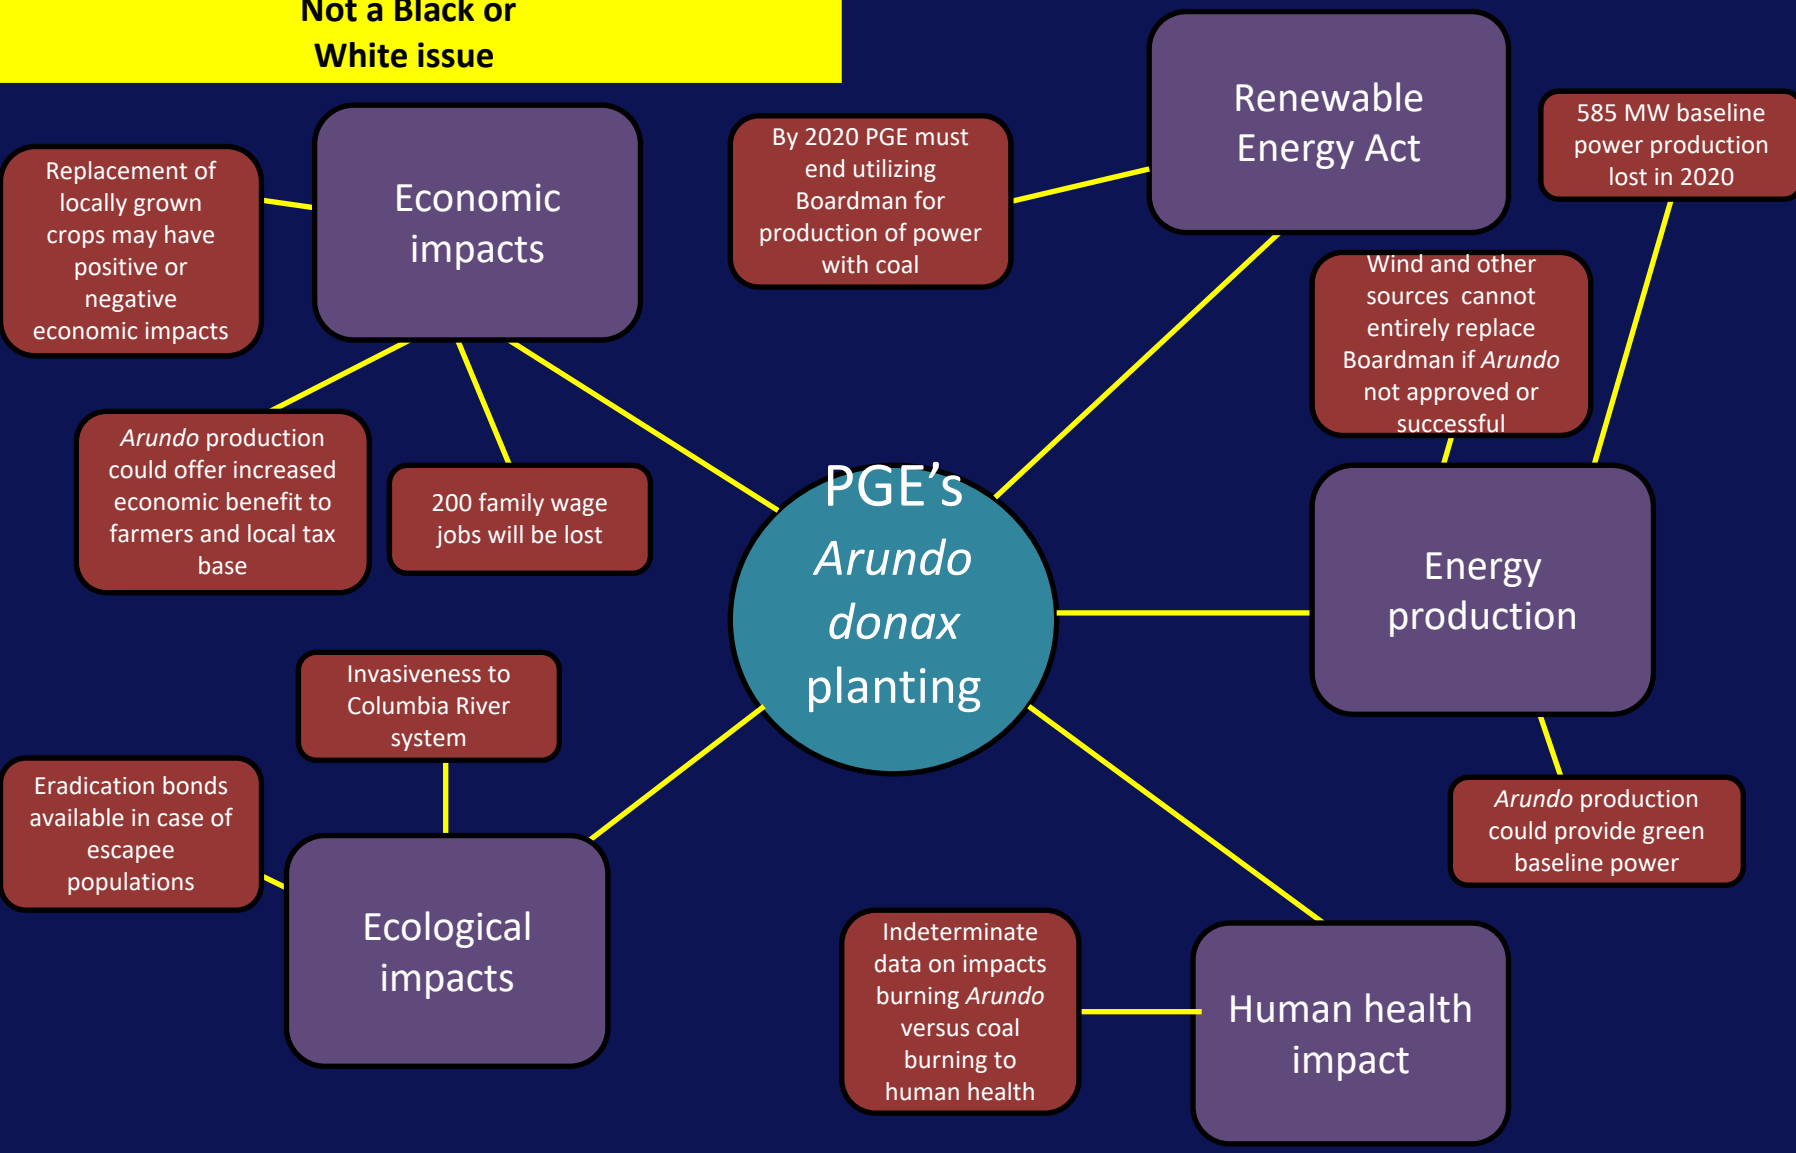 Not a Black or
White issue
Renewable
Energy Act
585 MW baseline
power production
lost in 2020
By 2020 PGE must
end utilizing
Boardman for
production of power
with coal
Economic
impacts
Replacement of
locally grown
crops may have
positive or
negative
economic impacts
Wind and other
sources  cannot
entirely replace
Boardman if Arundo
not approved or
successful
Arundo production
could offer increased
economic benefit to
farmers and local tax
base
200 family wage
jobs will be lost
PGE’s
Arundo
donax
planting
Energy
production
Invasiveness to
Columbia River
system
Eradication bonds
available in case of
escapee
populations
Arundo production
could provide green
baseline power
Ecological
impacts
Indeterminate
data on impacts
burning Arundo
versus coal
burning to
human health
Human health
impact